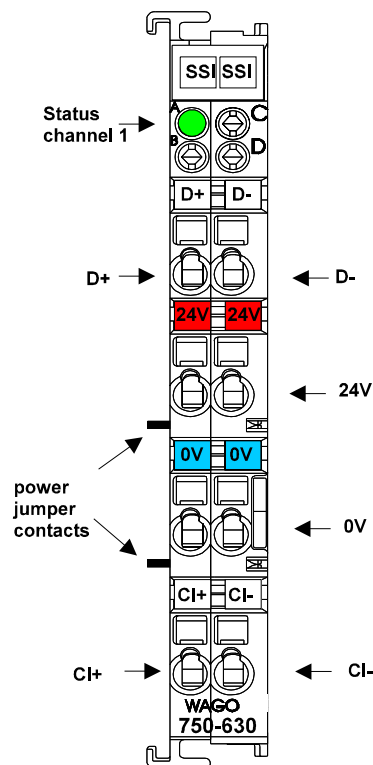 SSI SSI
A C
Status
channel 1
B D
D+ D-
D+ D-
24V 24V
24V
0V 0V
power
jumper
contacts
0V
CI+ CI-
CI+ CI-
WAGO
750-630